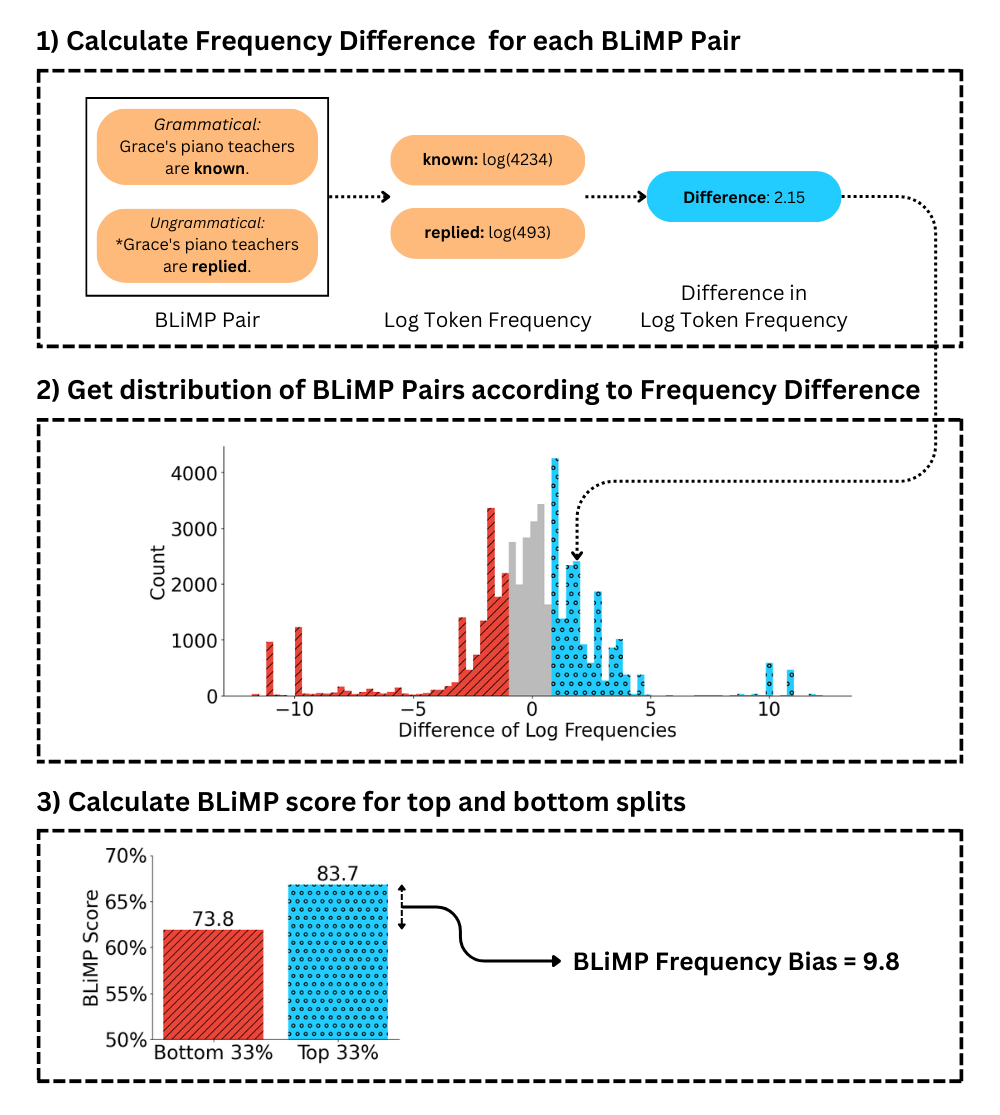 1) Calculate Frequency Difference for each BLiMP Pair
Grammatical:
Grace's piano teachers
are known.
Ungrammatical:
*Grace's piano teachers
are replied.
BLiMP Pair
known: log(4234)
replied: log(493)
Log Token Frequency
Difference: 2.15
Difference in
Log Token Frequency
2) Get distribution of BLiMP Pairs according to Frequency Difference
Count
4000
3000
2000
1000
0
−10
−5
0
5
10
Difference of Log Frequencies
3) Calculate BLiMP score for top and bottom splits
BLiMP Score
70%
65%
60%
55%
50%
73.8
83.7
Bottom 33%
Top 33%
BLiMP Frequency Bias = 9.8